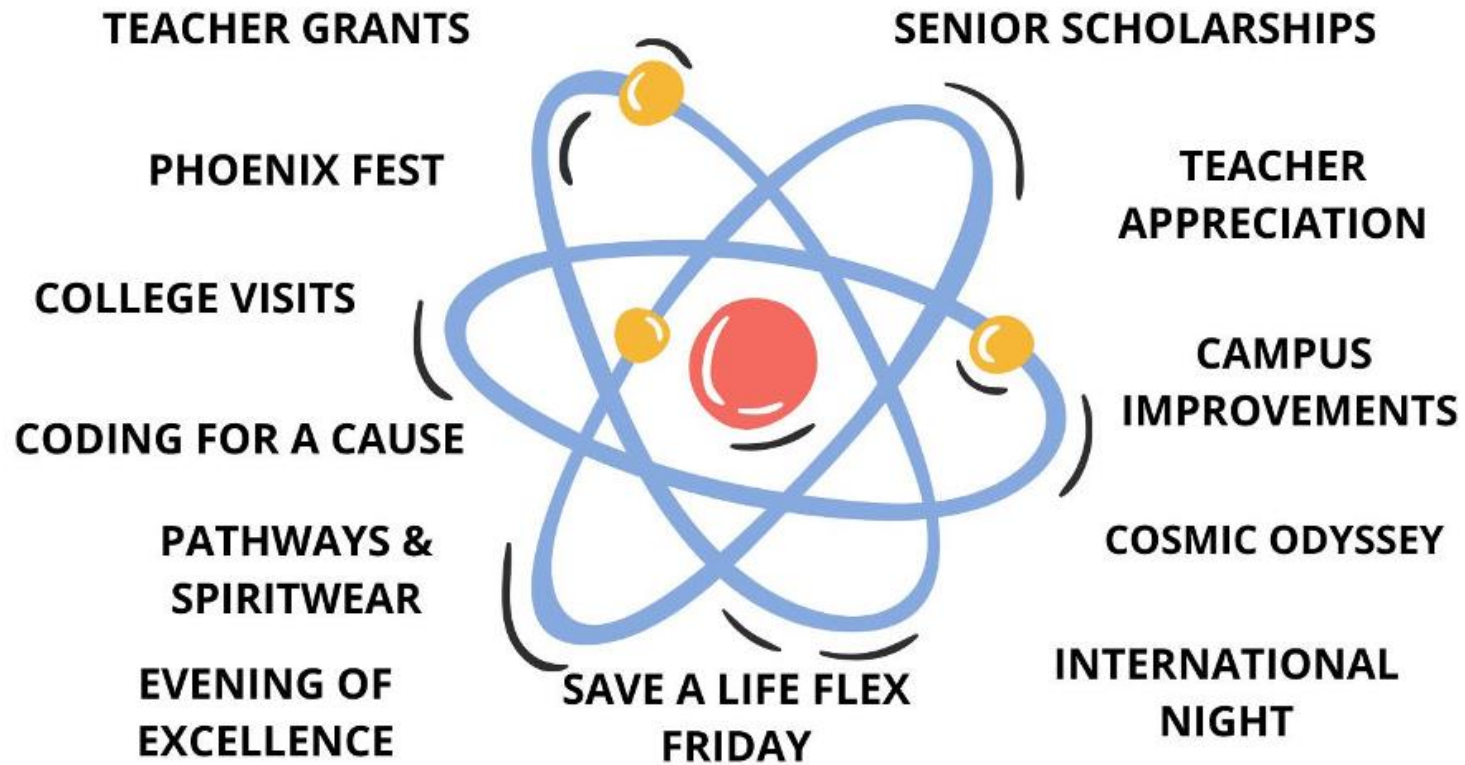 TEACHER GRANTS
SENIOR SCHOLARSHIPS
PHOENIX FEST
TEACHER
APPRECIATION
COLLEGE VISITS
CAMPUS
IMPROVEMENTS
CODING FOR A CAUSE
PATHWAYS &
SPIRITWEAR
COSMIC ODYSSEY
EVENING OF
EXCELLENCE
SAVE A LIFE FLEX
FRIDAY
INTERNATIONAL
NIGHT